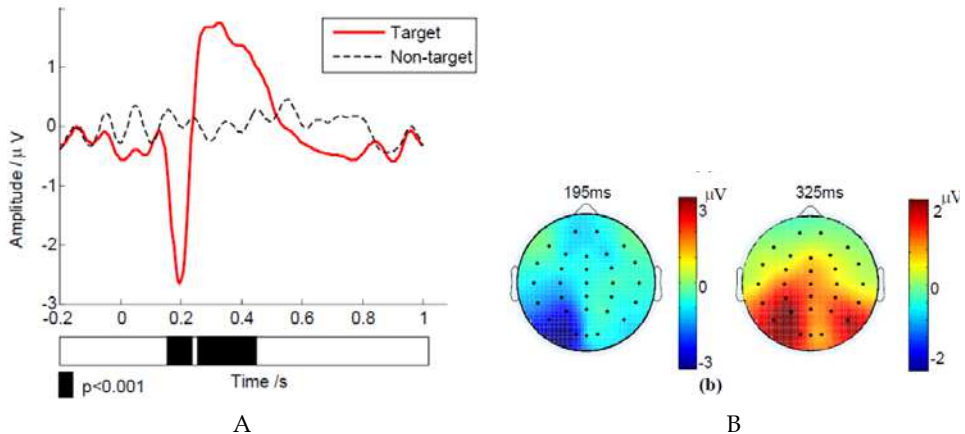 Target
Non-target
1
0
-1
-2
-3
Amplitude / μ V
-0.2 0 0.2 0.4 0.6 0.8 1
Time /s
p<0.001
A
195ms
μV
3
0
-3
325ms
μV
2
0
-2
(b)
B